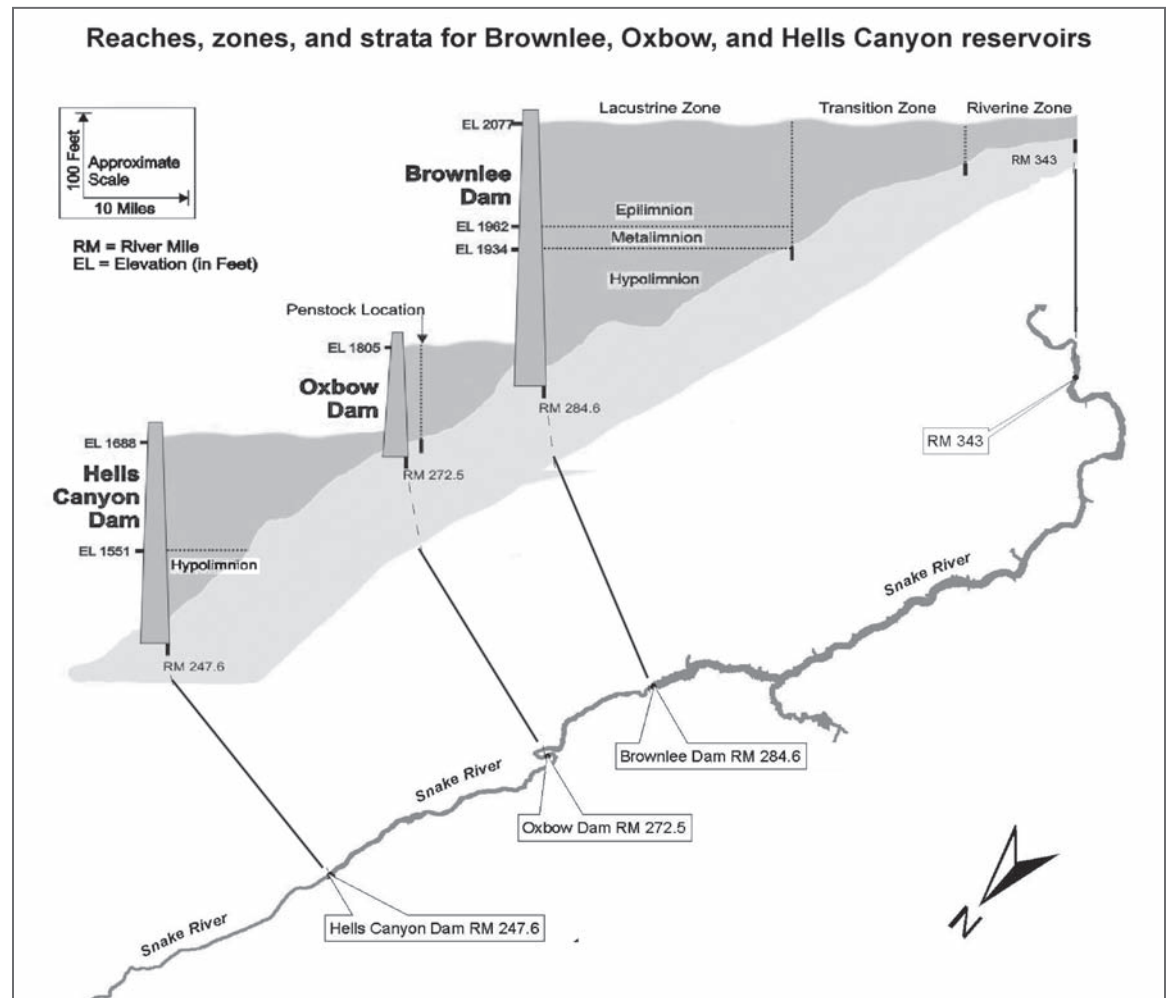 Reaches, zones, and strata for Brownlee, Oxbow, and Hells Canyon reservoirs
100 Feet
Approximate
Scale
10 Miles
RM = River Mile
EL = Elevation (in Feet)
Lacustrine Zone
Transition Zone
Riverine Zone
EL 2077
RM 343
Brownlee
Dam
Epilimnion
EL 1962
Metalimnion
EL 1934
Hypolimnion
Penstock Location
EL 1805
Oxbow
Dam
RM 284.6
EL 1688
RM 343
Hells
Canyon
Dam
RM 272.5
EL 1551
Hypolimnion
Snake River
RM 247.6
Brownlee Dam RM 284.6
Snake River
Oxbow Dam RM 272.5
Hells Canyon Dam RM 247.6
Snake River
N